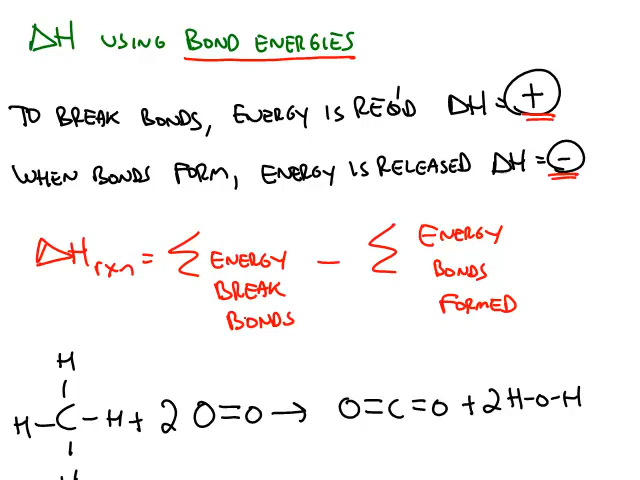 ΔH USING BOND ENERGIES
TO BREAK BONDS, ENERGY IS REQ'D ΔH = +
WHEN BONDS FORM, ENERGY IS RELEASED ΔH = -
ΔHrxn = Σ ENERGY BREAK BONDS - Σ ENERGY BONDS FORMED
H
H-C-H + 2 O=O → O=C=O + 2 H-O-H
H